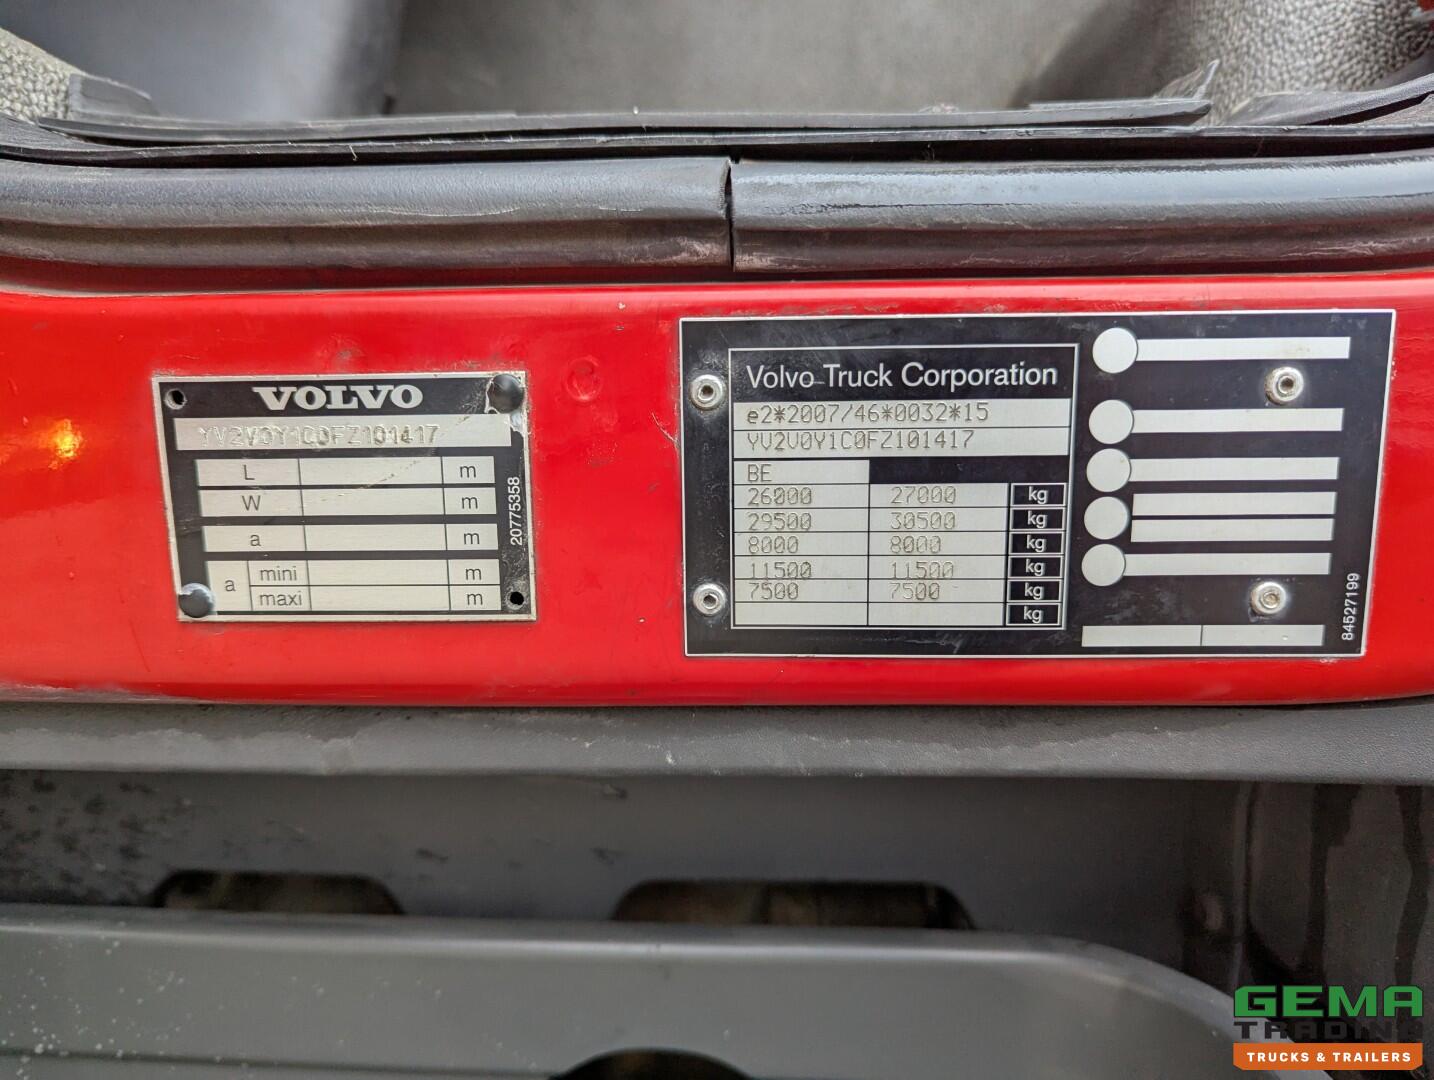 VOLVO
YV2V0Y1C0FZ101417
L m
W m
a m
a mini m
maxi m
20775358
Volvo Truck Corporation
e2*2007/46*0032*15
YV2V0Y1C0FZ101417
BE
26000 27000 kg
29500 30500 kg
8000 8000 kg
11500 11500 kg
7500 7500 kg
kg
84527199
GEMA
TRADING
TRUCKS & TRAILERS